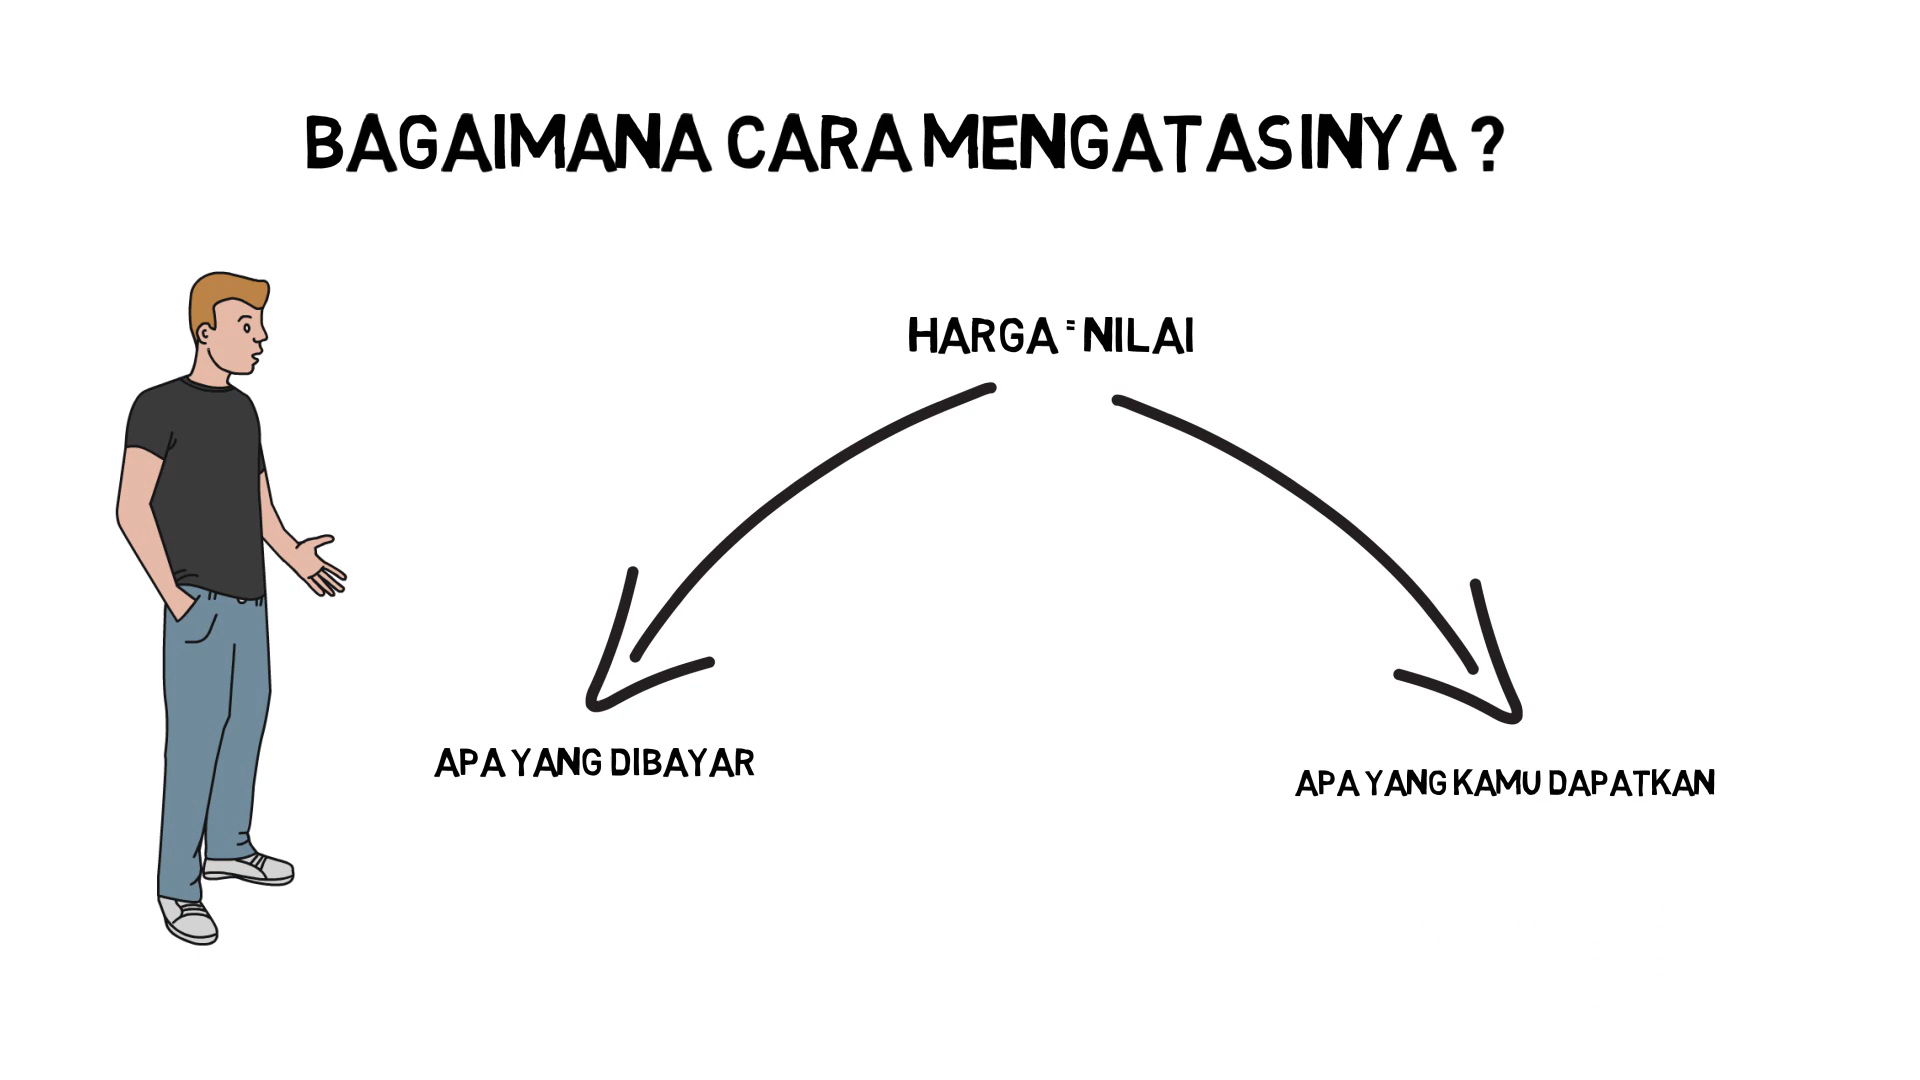 BAGAIMANA CARA MENGATASINYA ?
HARGA = NILAI
APA YANG DIBAYAR
APA YANG KAMU DAPATKAN